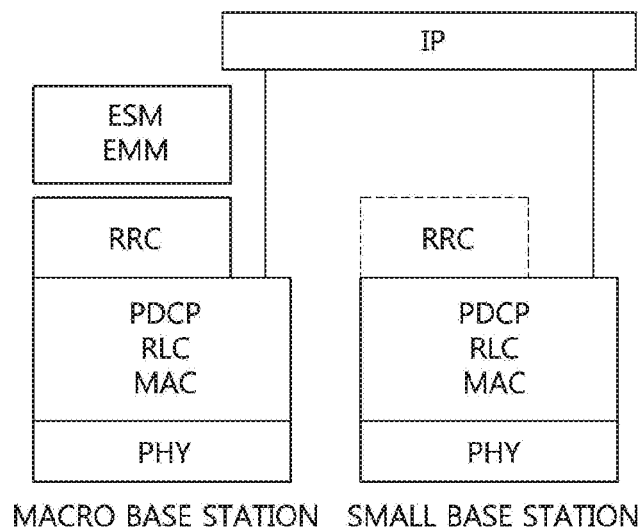 IP
ESM
EMM
RRC
RRC
PDCP
RLC
MAC
PDCP
RLC
MAC
PHY
PHY
MACRO BASE STATION
SMALL BASE STATION